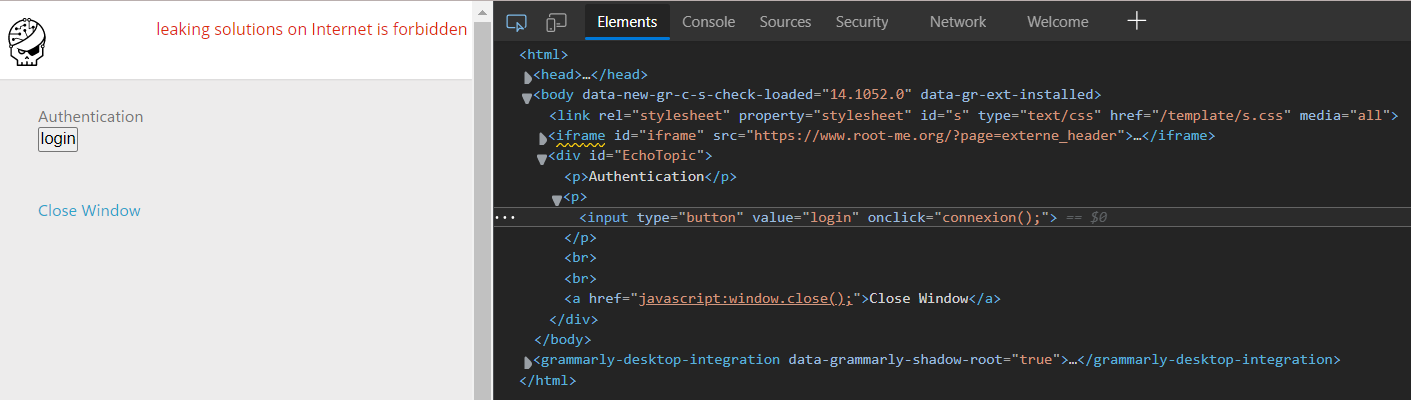 leaking solutions on Internet is forbidden
Authentication
login
Close Window
Elements Console Sources Security Network Welcome
<html>
<head>…</head>
<body data-new-gr-c-s-check-loaded="14.1052.0" data-gr-ext-installed>
<link rel="stylesheet" property="stylesheet" id="s" type="text/css" href="/template/s.css" media="all">
<iframe id="iframe" src="https://www.root-me.org/?page=externe_header">…</iframe>
<div id="EchoTopic">
<p>Authentication</p>
<p>
<input type="button" value="login" onclick="connexion();"> == $0
</p>
<br>
<br>
<a href="javascript:window.close();">Close Window</a>
</div>
</body>
<grammarly-desktop-integration data-grammarly-shadow-root="true">…</grammarly-desktop-integration>
</html>